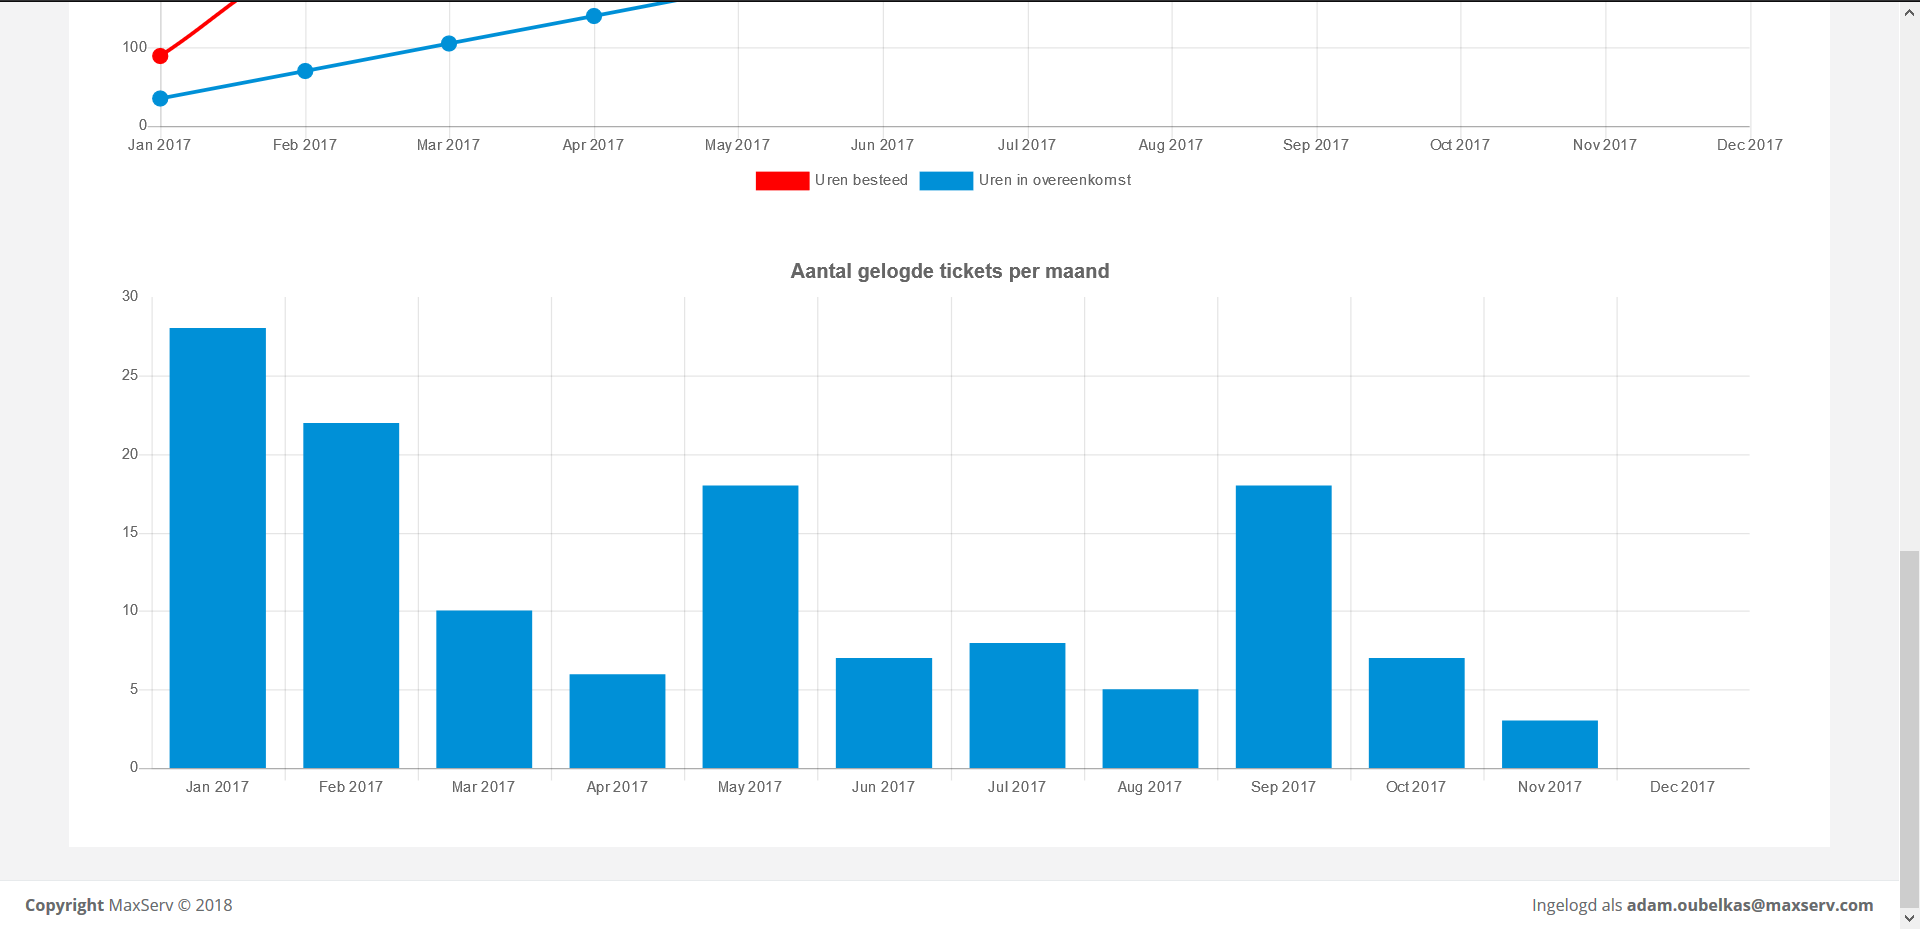 100
0
Jan 2017 Feb 2017 Mar 2017 Apr 2017 May 2017 Jun 2017 Jul 2017 Aug 2017 Sep 2017 Oct 2017 Nov 2017 Dec 2017
Uren besteed Uren in overeenkomst
Aantal gelogde tickets per maand
30
25
20
15
10
5
0
Jan 2017 Feb 2017 Mar 2017 Apr 2017 May 2017 Jun 2017 Jul 2017 Aug 2017 Sep 2017 Oct 2017 Nov 2017 Dec 2017
Copyright MaxServ © 2018 Ingelogd als adam.oubelkas@maxserv.com